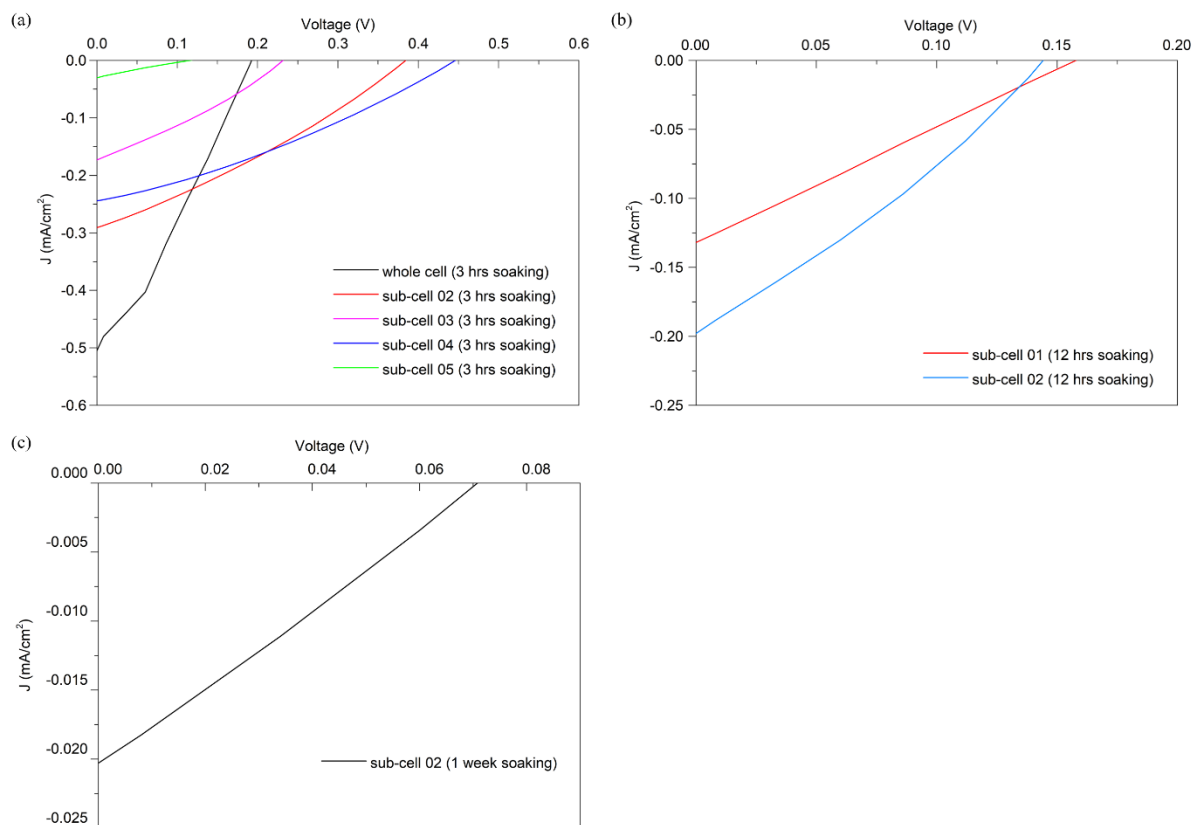 (a)
Voltage (V)
0.0 0.1 0.2 0.3 0.4 0.5 0.6
0.0
-0.1
-0.2
-0.3
-0.4
-0.5
-0.6
J (mA/cm²)
whole cell (3 hrs soaking)
sub-cell 02 (3 hrs soaking)
sub-cell 03 (3 hrs soaking)
sub-cell 04 (3 hrs soaking)
sub-cell 05 (3 hrs soaking)
(b)
Voltage (V)
0.00 0.05 0.10 0.15 0.20
0.00
-0.05
-0.10
-0.15
-0.20
-0.25
J (mA/cm²)
sub-cell 01 (12 hrs soaking)
sub-cell 02 (12 hrs soaking)
(c)
Voltage (V)
0.00 0.02 0.04 0.06 0.08
0.000
-0.005
-0.010
-0.015
-0.020
-0.025
J (mA/cm²)
sub-cell 02 (1 week soaking)